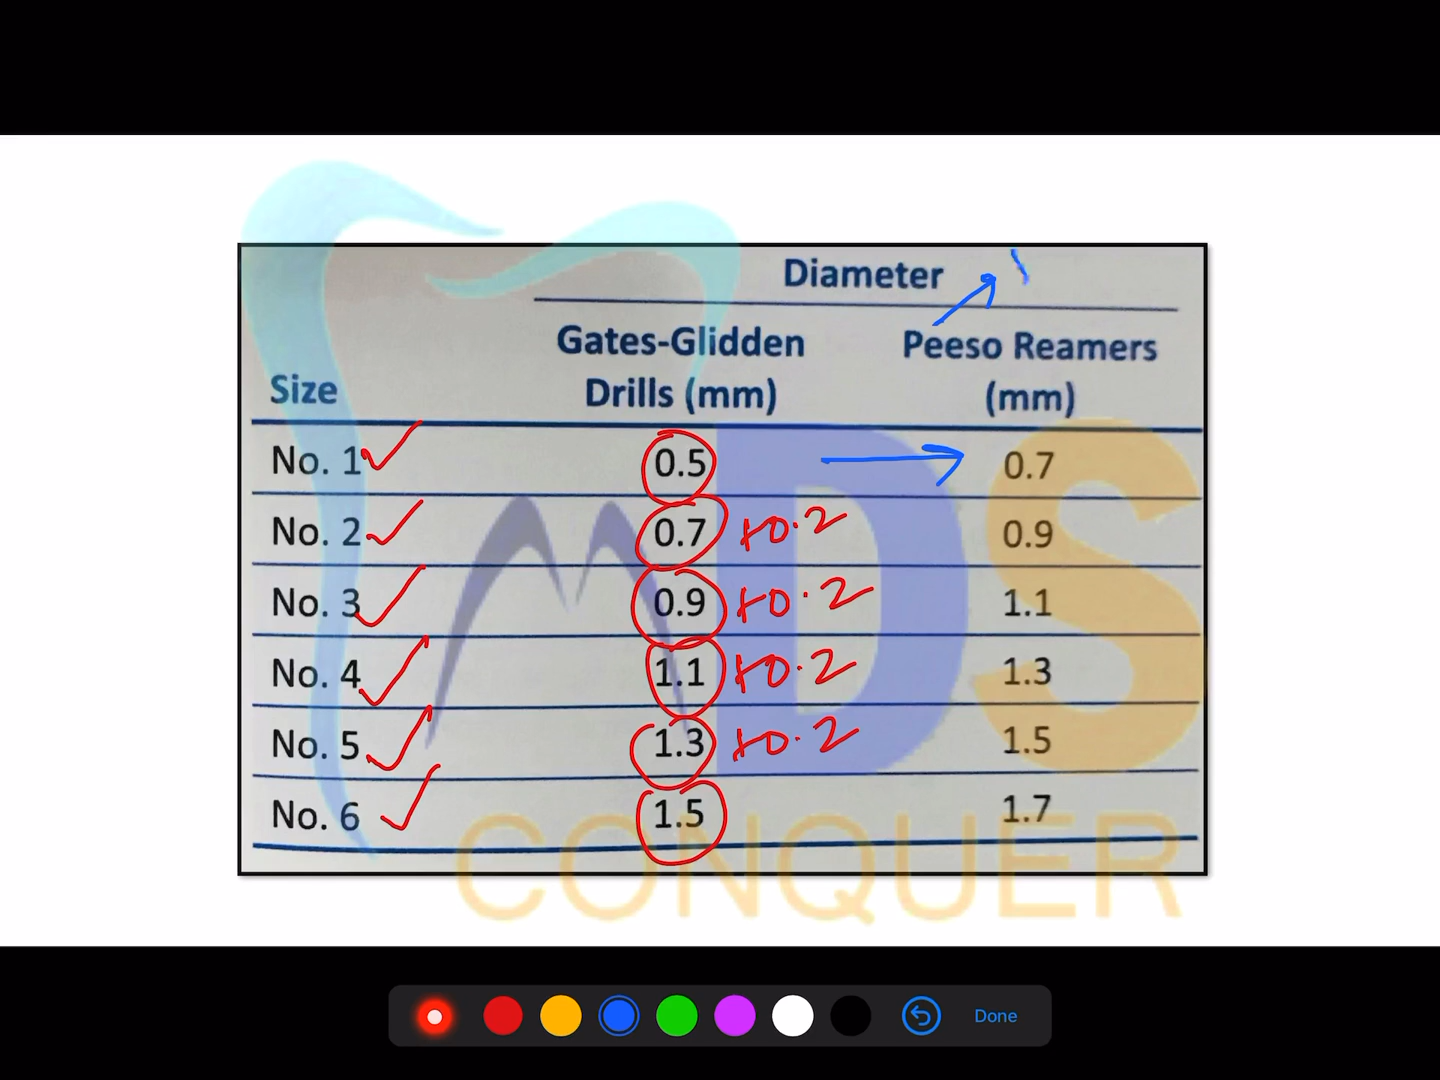 Diameter
Gates-Glidden Peeso Reamers
Size Drills (mm) (mm)
No. 1 0.5 0.7
No. 2 0.7 +0.2 0.9
No. 3 0.9 +0.2 1.1
No. 4 1.1 +0.2 1.3
No. 5 1.3 +0.2 1.5
No. 6 1.5 1.7
MDS
CONQUER
Done